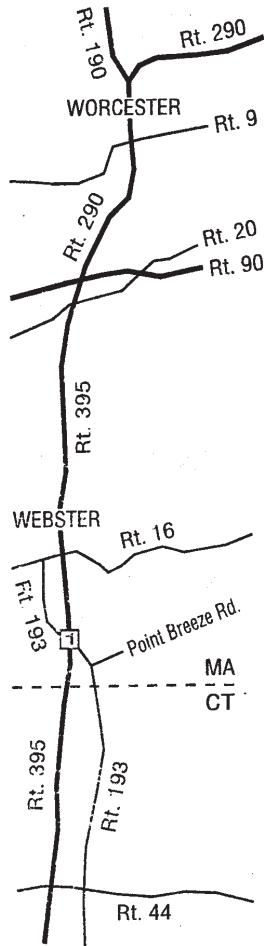 Rt. 190
Rt. 290
WORCESTER
Rt. 9
Rt. 290
Rt. 20
Rt. 90
Rt. 395
WEBSTER
Rt. 16
Rt. 193
1
Point Breeze Rd.
MA
CT
Rt. 395
Rt. 193
Rt. 44